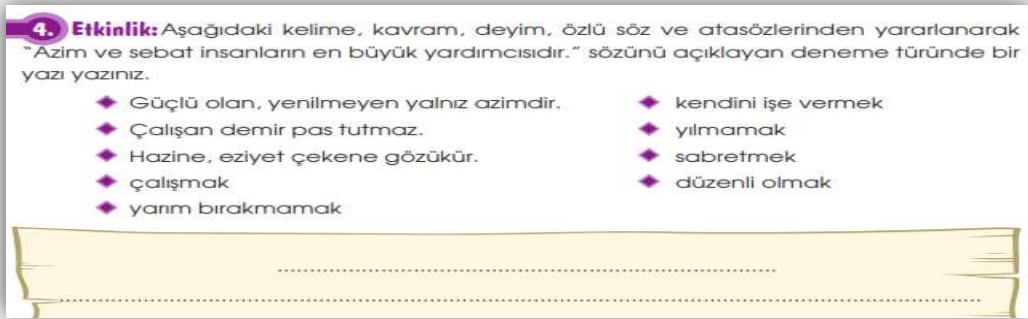 4. Etkinlik: Aşağıdaki kelime, kavram, deyim, özlü söz ve atasözlerinden yararlanarak
"Azim ve sebat insanların en büyük yardımcısıdır." sözünü açıklayan deneme türünde bir
yazı yazınız.
Güçlü olan, yenilmeyen yalnız azimdir.
Çalışan demir pas tutmaz.
Hazine, eziyet çekene gözükür.
çalışmak
yarım bırakmamak
kendini işe vermek
yılmamak
sabretmek
düzenli olmak